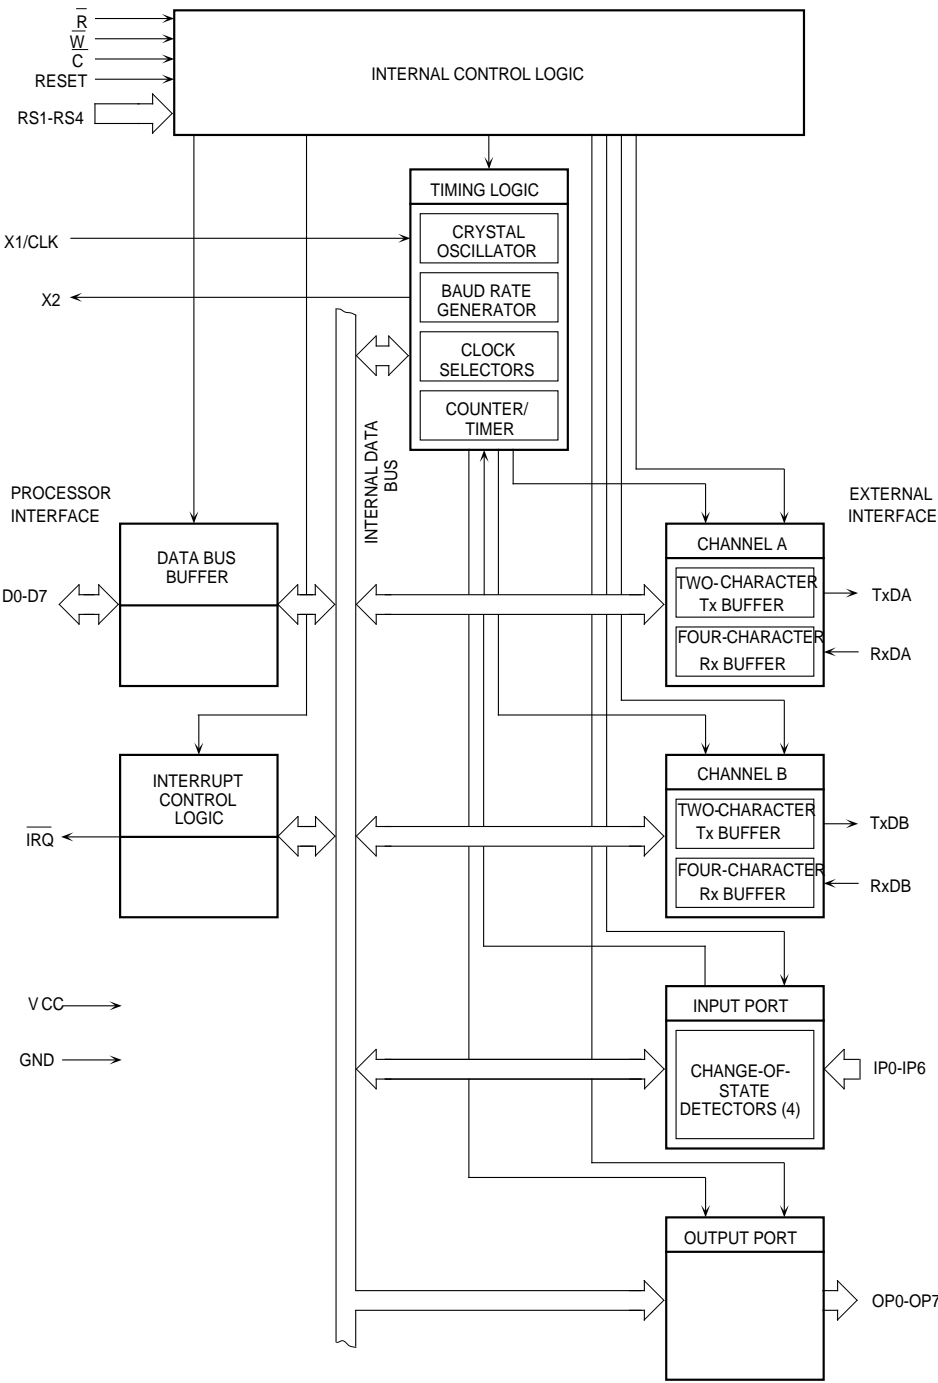 R
W
C
RESET
RS1-RS4
INTERNAL CONTROL LOGIC
TIMING LOGIC
CRYSTAL
OSCILLATOR
X1/CLK
BAUD RATE
GENERATOR
X2
CLOCK
SELECTORS
COUNTER/
TIMER
INTERNAL DATA
BUS
PROCESSOR
INTERFACE
EXTERNAL
INTERFACE
DATA BUS
BUFFER
D0-D7
CHANNEL A
TWO-CHARACTER
Tx BUFFER
TxDA
FOUR-CHARACTER
Rx BUFFER
RxDA
INTERRUPT
CONTROL
LOGIC
IRQ
CHANNEL B
TWO-CHARACTER
Tx BUFFER
TxDB
FOUR-CHARACTER
Rx BUFFER
RxDB
VCC
GND
INPUT PORT
CHANGE-OF-
STATE
DETECTORS (4)
IP0-IP6
OUTPUT PORT
OP0-OP7